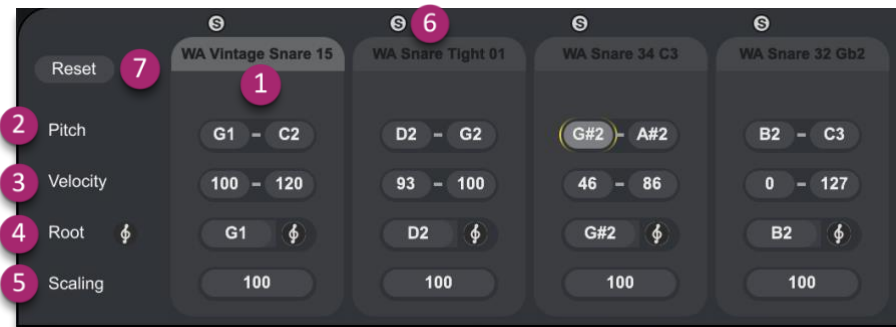 S S 6 S S
WA Vintage Snare 15 WA Snare Tight 01 WA Snare 34 C3 WA Snare 32 Gb2
Reset 7
1
2 Pitch G1 - C2 D2 - G2 G#2 - A#2 B2 - C3
3 Velocity 100 - 120 93 - 100 46 - 86 0 - 127
4 Root G1 D2 G#2 B2
5 Scaling 100 100 100 100